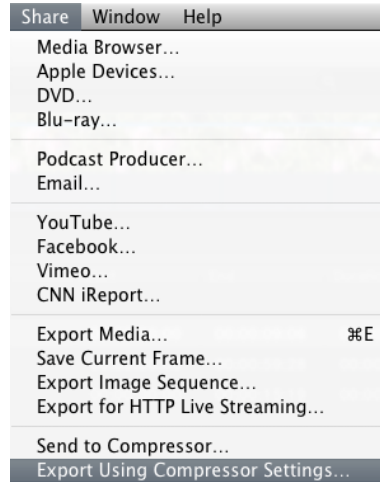 Share Window Help
Media Browser…
Apple Devices…
DVD…
Blu-ray…
Podcast Producer…
Email…
YouTube…
Facebook…
Vimeo…
CNN iReport…
Export Media… ⌘E
Save Current Frame…
Export Image Sequence…
Export for HTTP Live Streaming…
Send to Compressor…
Export Using Compressor Settings…